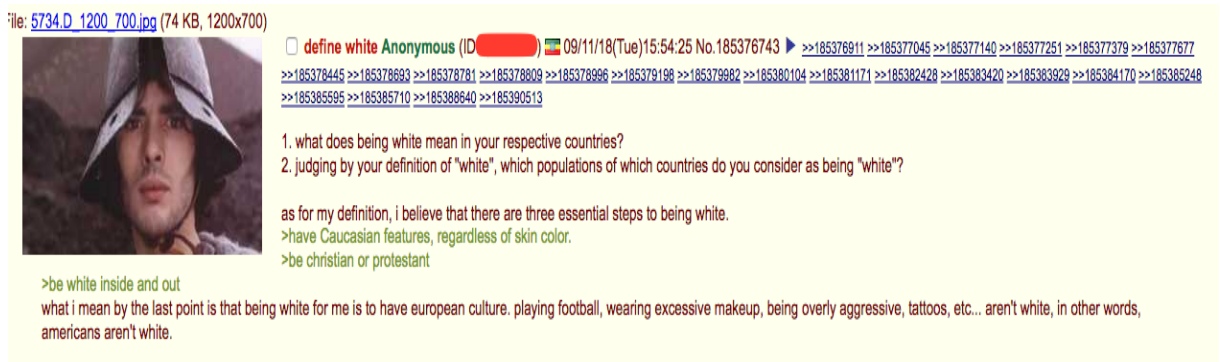 File: 5734.D_1200_700.jpg (74 KB, 1200x700)
define white Anonymous (ID ) 09/11/18(Tue)15:54:25 No.185376743 ▶ >>185376911 >>185377045 >>185377140 >>185377251 >>185377379 >>185377677
>>185378445 >>185378693 >>185378781 >>185378809 >>185378996 >>185379198 >>185379982 >>185380104 >>185381171 >>185382428 >>185383420 >>185383929 >>185384170 >>185385248
>>185385595 >>185385710 >>185388640 >>185390513
1. what does being white mean in your respective countries?
2. judging by your definition of "white", which populations of which countries do you consider as being "white"?
as for my definition, i believe that there are three essential steps to being white.
>have Caucasian features, regardless of skin color.
>be christian or protestant
>be white inside and out
what i mean by the last point is that being white for me is to have european culture. playing football, wearing excessive makeup, being overly aggressive, tattoos, etc... aren't white, in other words,
americans aren't white.